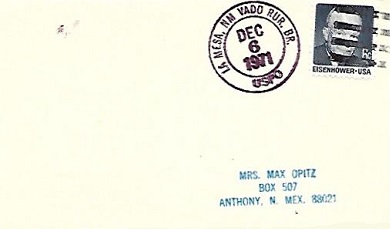 LA MESA, NM VADO RUR. BR.
DEC
6
1971
USPO
EISENHOWER·USA
MRS. MAX OPITZ
BOX 507
ANTHONY, N. MEX. 88021